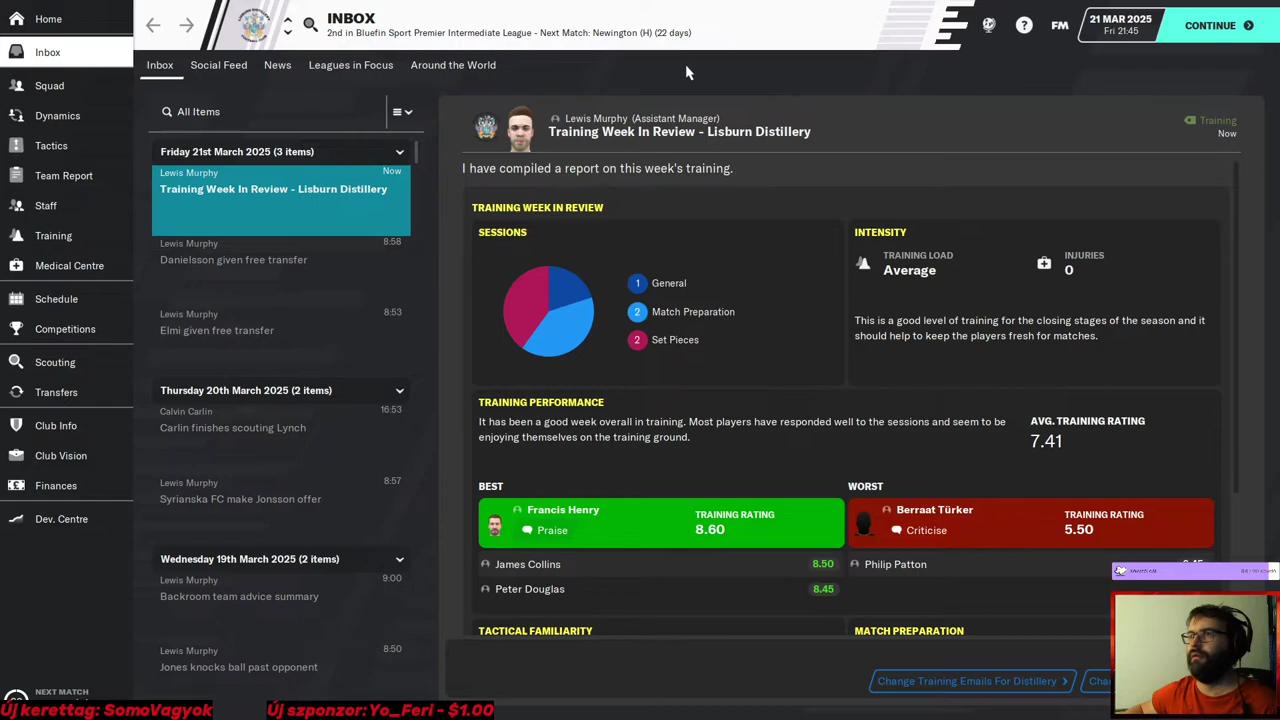 Home
INBOX
2nd in Bluefin Sport Premier Intermediate League - Next Match: Newington (H) (22 days)
FM
21 MAR 2025
Fri 21:45
CONTINUE
Inbox
Squad
Dynamics
Tactics
Team Report
Staff
Training
Medical Centre
Schedule
Competitions
Scouting
Transfers
Club Info
Club Vision
Finances
Dev. Centre
NEXT MATCH
Inbox
Social Feed
News
Leagues in Focus
Around the World
All Items
Friday 21st March 2025 (3 items)
Lewis Murphy
Now
Training Week In Review - Lisburn Distillery
Lewis Murphy
8:58
Danielsson given free transfer
Lewis Murphy
8:53
Elmi given free transfer
Thursday 20th March 2025 (2 items)
Calvin Carlin
16:53
Carlin finishes scouting Lynch
Lewis Murphy
8:57
Syrianska FC make Jonsson offer
Wednesday 19th March 2025 (2 items)
Lewis Murphy
9:00
Backroom team advice summary
Lewis Murphy
8:50
Jones knocks ball past opponent
Lewis Murphy (Assistant Manager)
Training Week In Review - Lisburn Distillery
Training
Now
I have compiled a report on this week's training.
TRAINING WEEK IN REVIEW
SESSIONS
1 General
2 Match Preparation
2 Set Pieces
INTENSITY
TRAINING LOAD
Average
INJURIES
0
This is a good level of training for the closing stages of the season and it
should help to keep the players fresh for matches.
TRAINING PERFORMANCE
It has been a good week overall in training. Most players have responded well to the sessions and seem to be
enjoying themselves on the training ground.
AVG. TRAINING RATING
7.41
BEST
Francis Henry
Praise
TRAINING RATING
8.60
James Collins
8.50
Peter Douglas
8.45
WORST
Berraat Türker
Criticise
TRAINING RATING
5.50
Philip Patton
TACTICAL FAMILIARITY
MATCH PREPARATION
Change Training Emails For Distillery
Új kerettag: SomoVagyok
Új szponzor: Yo_Feri - $1.00